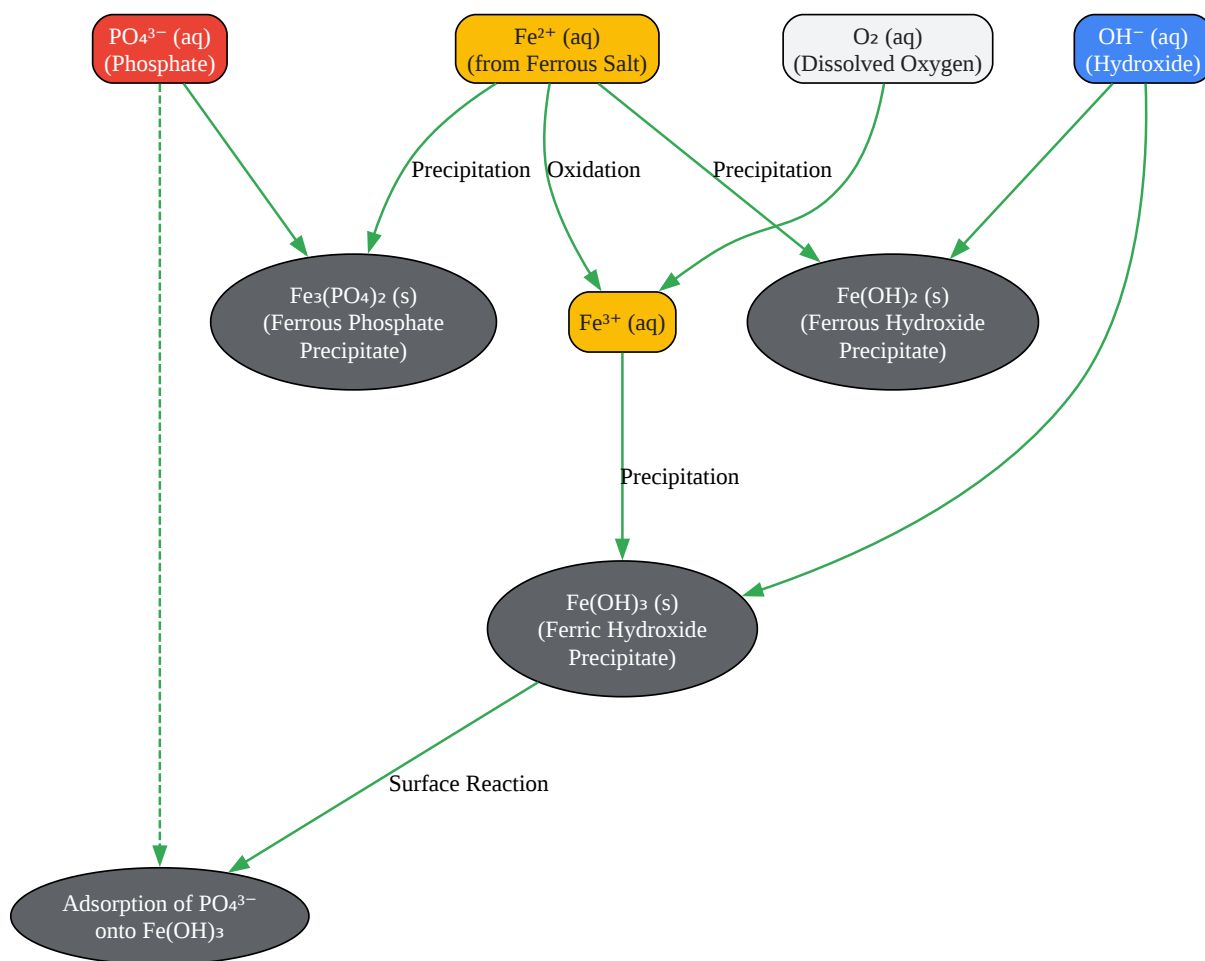 PO₄³⁻ (aq)
(Phosphate)
Fe²⁺ (aq)
(from Ferrous Salt)
O₂ (aq)
(Dissolved Oxygen)
OH⁻ (aq)
(Hydroxide)
Precipitation
Oxidation
Precipitation
Fe₃(PO₄)₂ (s)
(Ferrous Phosphate
Precipitate)
Fe³⁺ (aq)
Fe(OH)₂ (s)
(Ferrous Hydroxide
Precipitate)
Precipitation
Fe(OH)₃ (s)
(Ferric Hydroxide
Precipitate)
Surface Reaction
Adsorption of PO₄³⁻
onto Fe(OH)₃